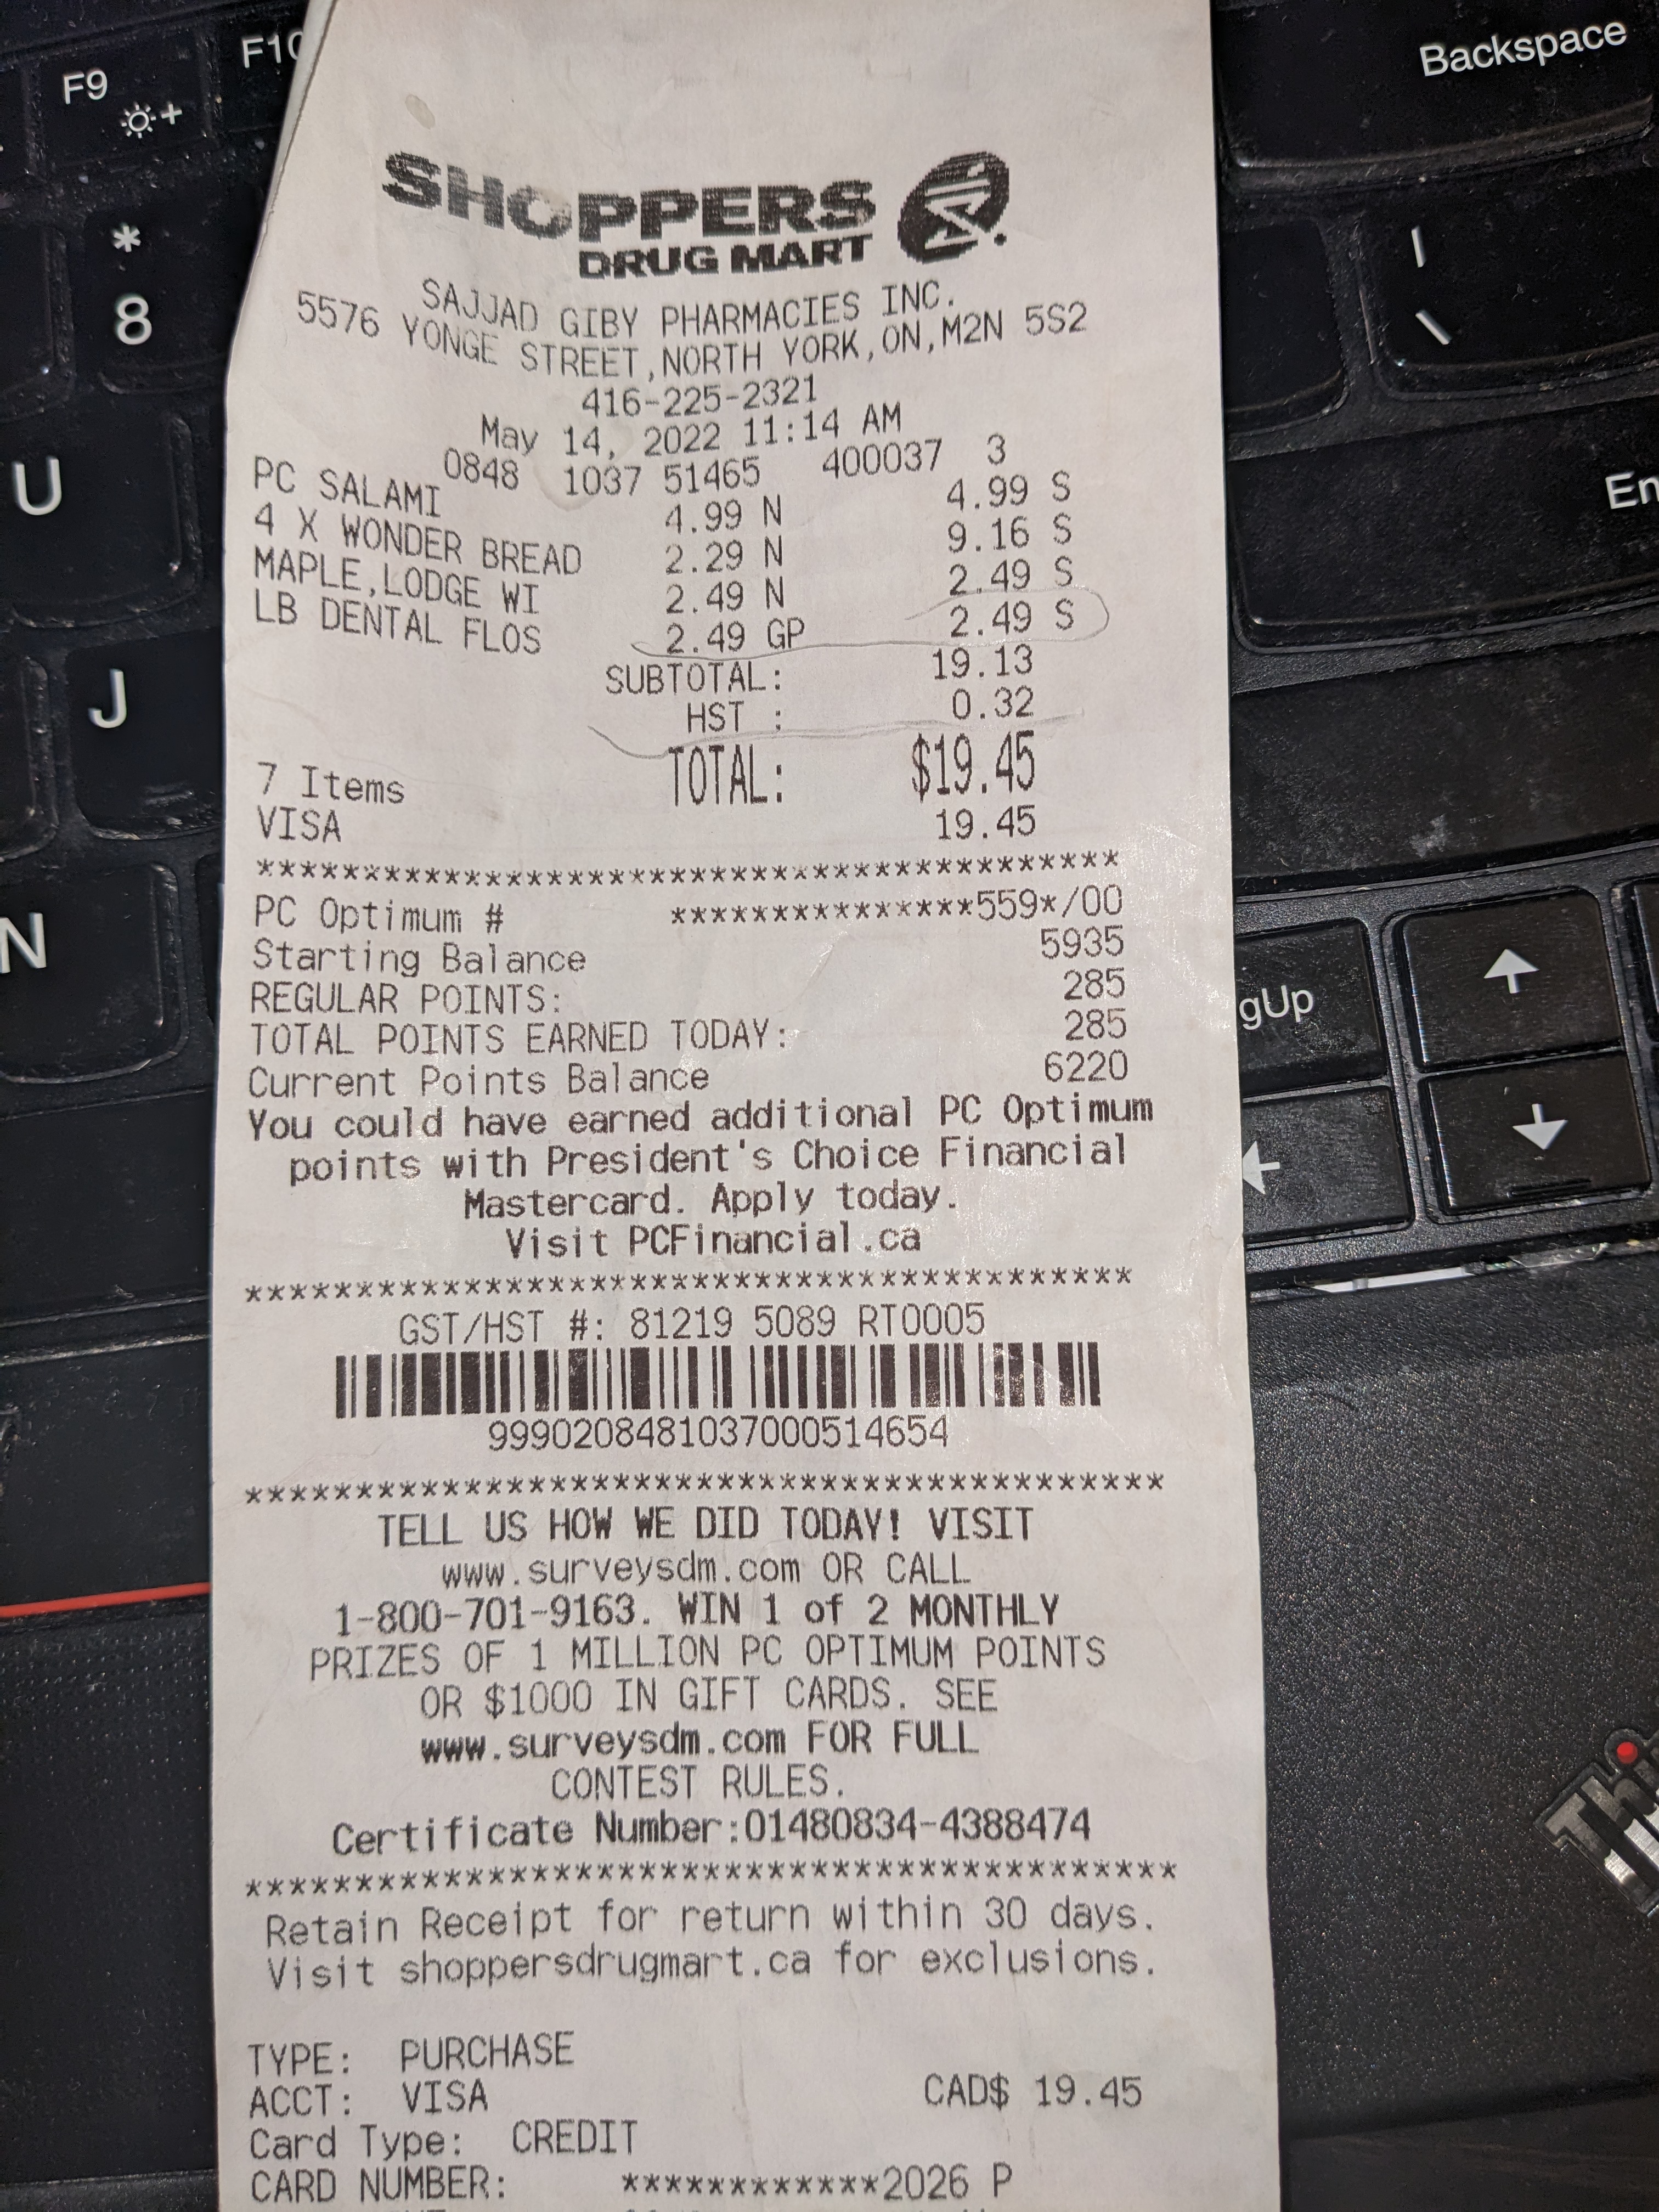 F9
F10
Backspace
*
8
|
\
U
En
J
N
gUp
SHOPPERS
DRUG MART
SAJJAD GIBY PHARMACIES INC.
5576 YONGE STREET,NORTH YORK,ON,M2N 5S2
416-225-2321
May 14, 2022 11:14 AM
0848 1037 51465 400037 3
PC SALAMI 4.99 N 4.99 S
4 X WONDER BREAD 2.29 N 9.16 S
MAPLE,LODGE WI 2.49 N 2.49 S
LB DENTAL FLOS 2.49 GP 2.49 S
SUBTOTAL: 19.13
HST : 0.32
TOTAL: $19.45
7 Items
VISA 19.45
****************************************
PC Optimum # ***************559*/00
Starting Balance 5935
REGULAR POINTS: 285
TOTAL POINTS EARNED TODAY: 285
Current Points Balance 6220
You could have earned additional PC Optimum
points with President's Choice Financial
Mastercard. Apply today.
Visit PCFinancial.ca
****************************************
GST/HST #: 81219 5089 RT0005
9990208481037000514654
****************************************
TELL US HOW WE DID TODAY! VISIT
www.surveysdm.com OR CALL
1-800-701-9163. WIN 1 of 2 MONTHLY
PRIZES OF 1 MILLION PC OPTIMUM POINTS
OR $1000 IN GIFT CARDS. SEE
www.surveysdm.com FOR FULL
CONTEST RULES.
Certificate Number:01480834-4388474
****************************************
Retain Receipt for return within 30 days.
Visit shoppersdrugmart.ca for exclusions.
TYPE: PURCHASE
ACCT: VISA CAD$ 19.45
Card Type: CREDIT
CARD NUMBER: ************2026 P
Thi